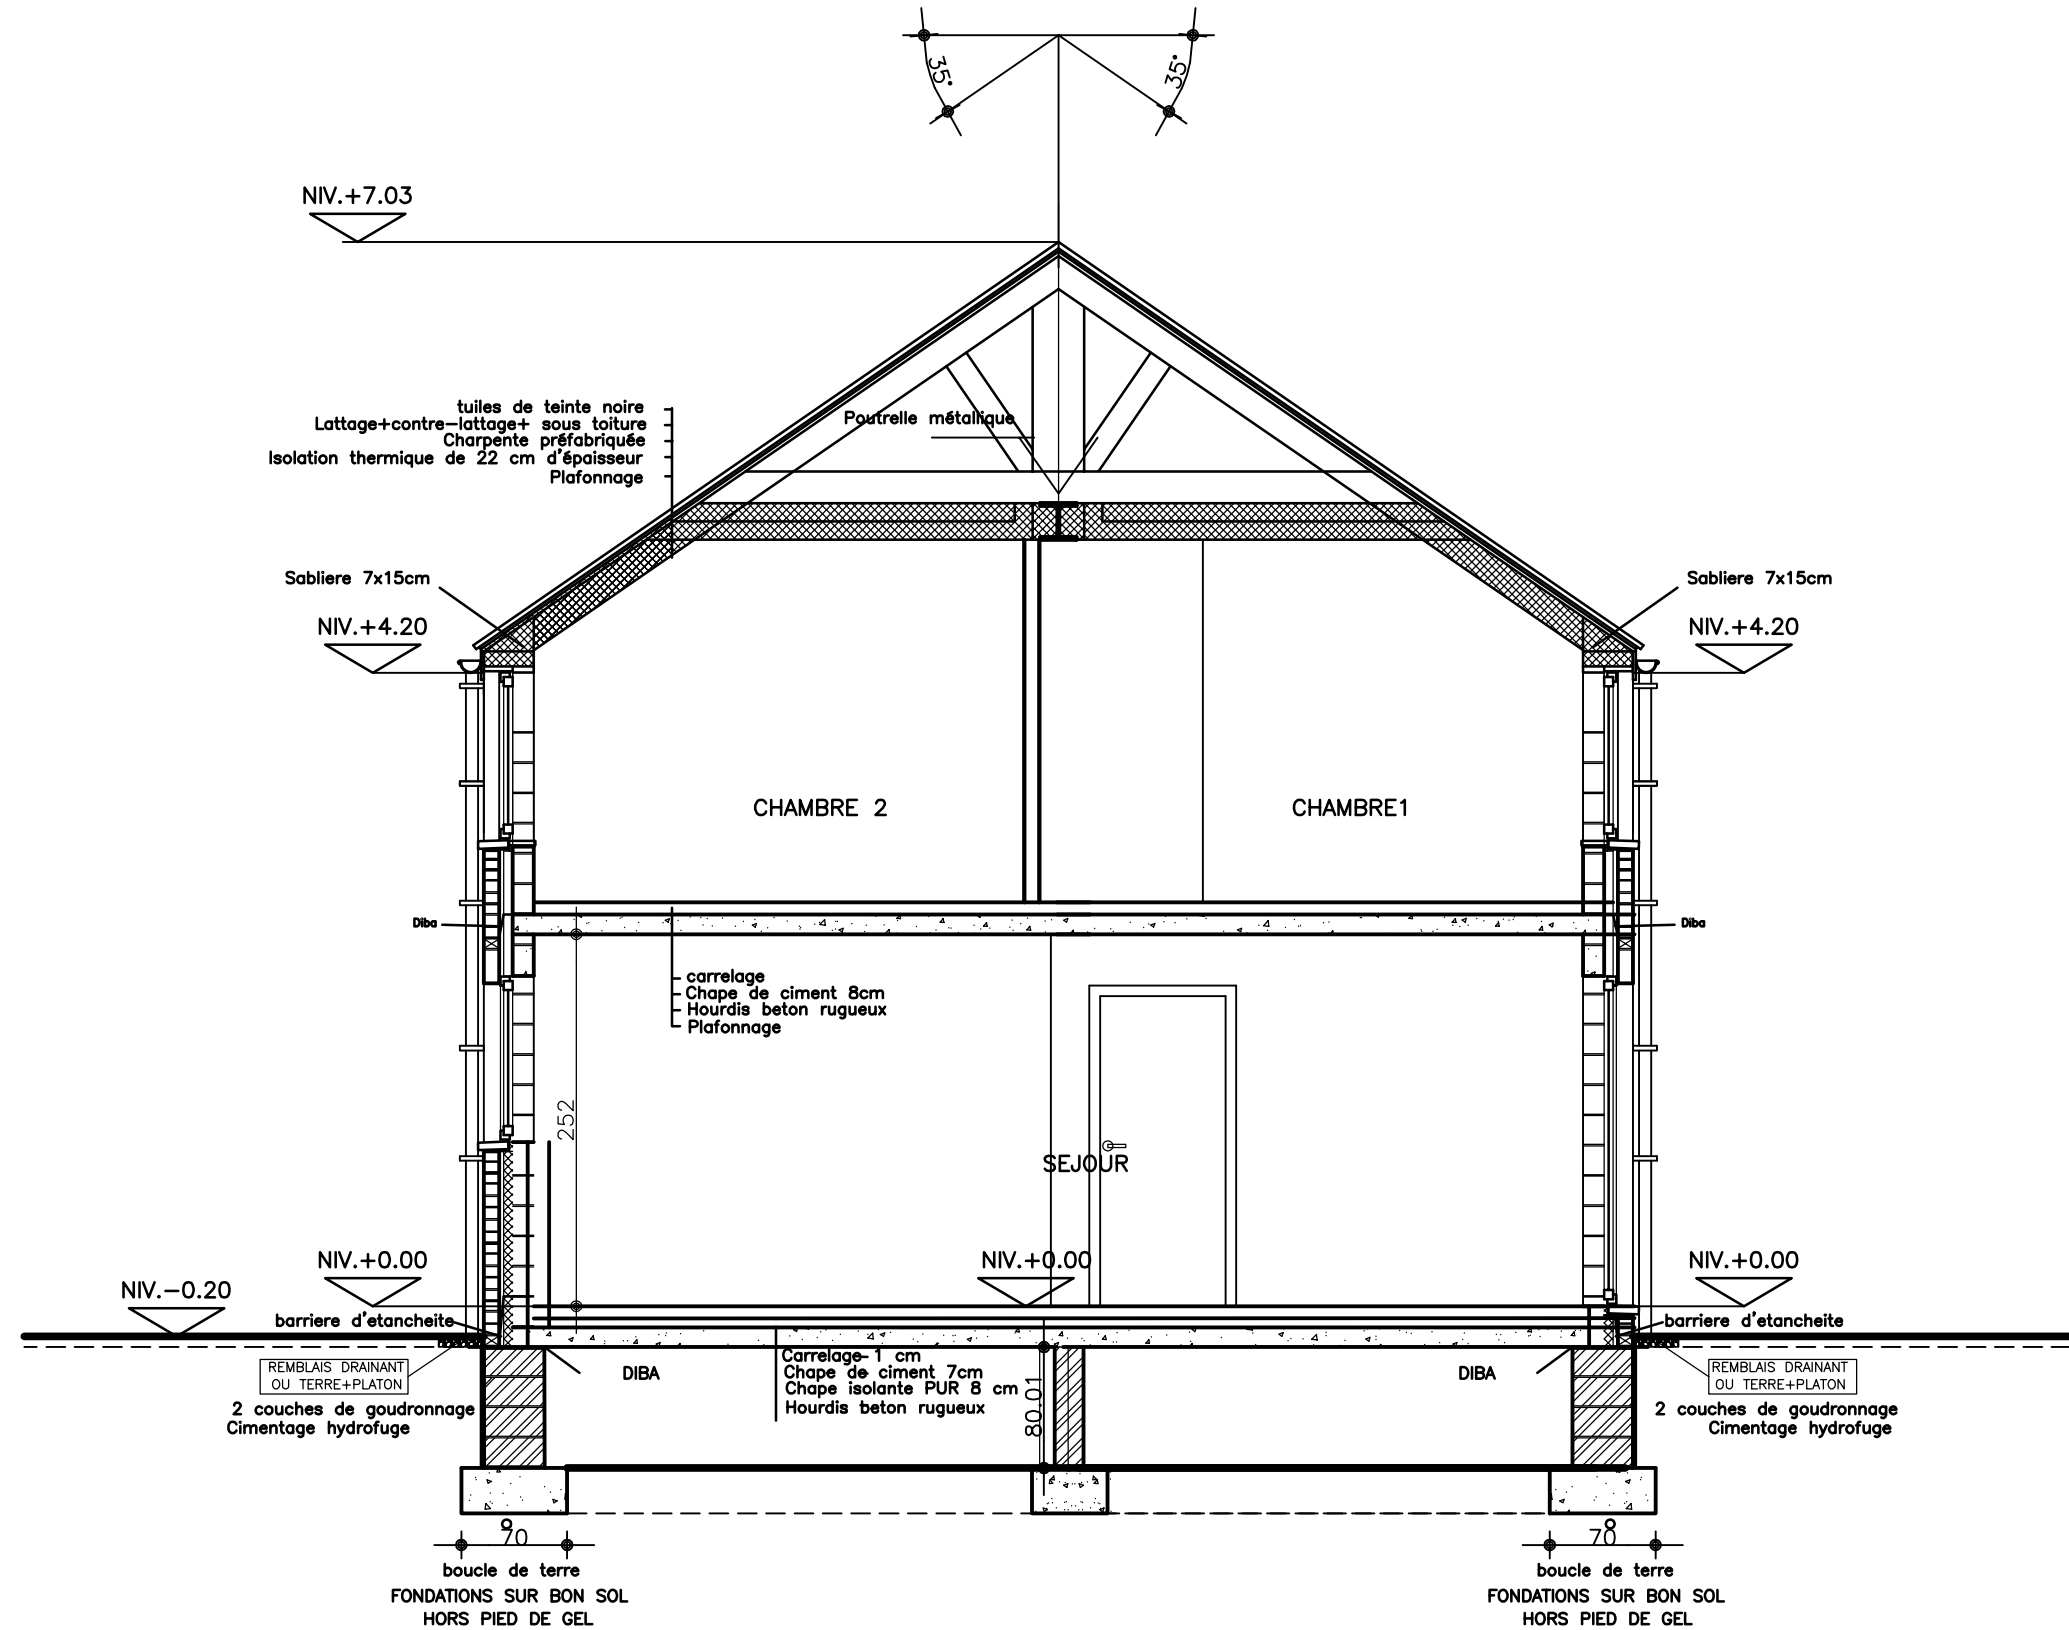 35°
35°
NIV.+7.03
tuiles de teinte noire
Lattage+contre-lattage+ sous toiture
Charpente préfabriquée
Isolation thermique de 22 cm d'épaisseur
Plafonnage
Poutrelle métallique
Sabliere 7x15cm
Sabliere 7x15cm
NIV.+4.20
NIV.+4.20
CHAMBRE 2
CHAMBRE1
Diba
Diba
carrelage
Chape de ciment 8cm
Hourdis beton rugueux
Plafonnage
252
SEJOUR
NIV.+0.00
NIV.+0.00
NIV.+0.00
NIV.-0.20
barriere d'etancheite
barriere d'etancheite
REMBLAIS DRAINANT
OU TERRE+PLATON
DIBA
Carrelage 1 cm
Chape de ciment 7cm
Chape isolante PUR 8 cm
Hourdis beton rugueux
80.01
DIBA
REMBLAIS DRAINANT
OU TERRE+PLATON
2 couches de goudronnage
Cimentage hydrofuge
2 couches de goudronnage
Cimentage hydrofuge
70
boucle de terre
FONDATIONS SUR BON SOL
HORS PIED DE GEL
70
boucle de terre
FONDATIONS SUR BON SOL
HORS PIED DE GEL